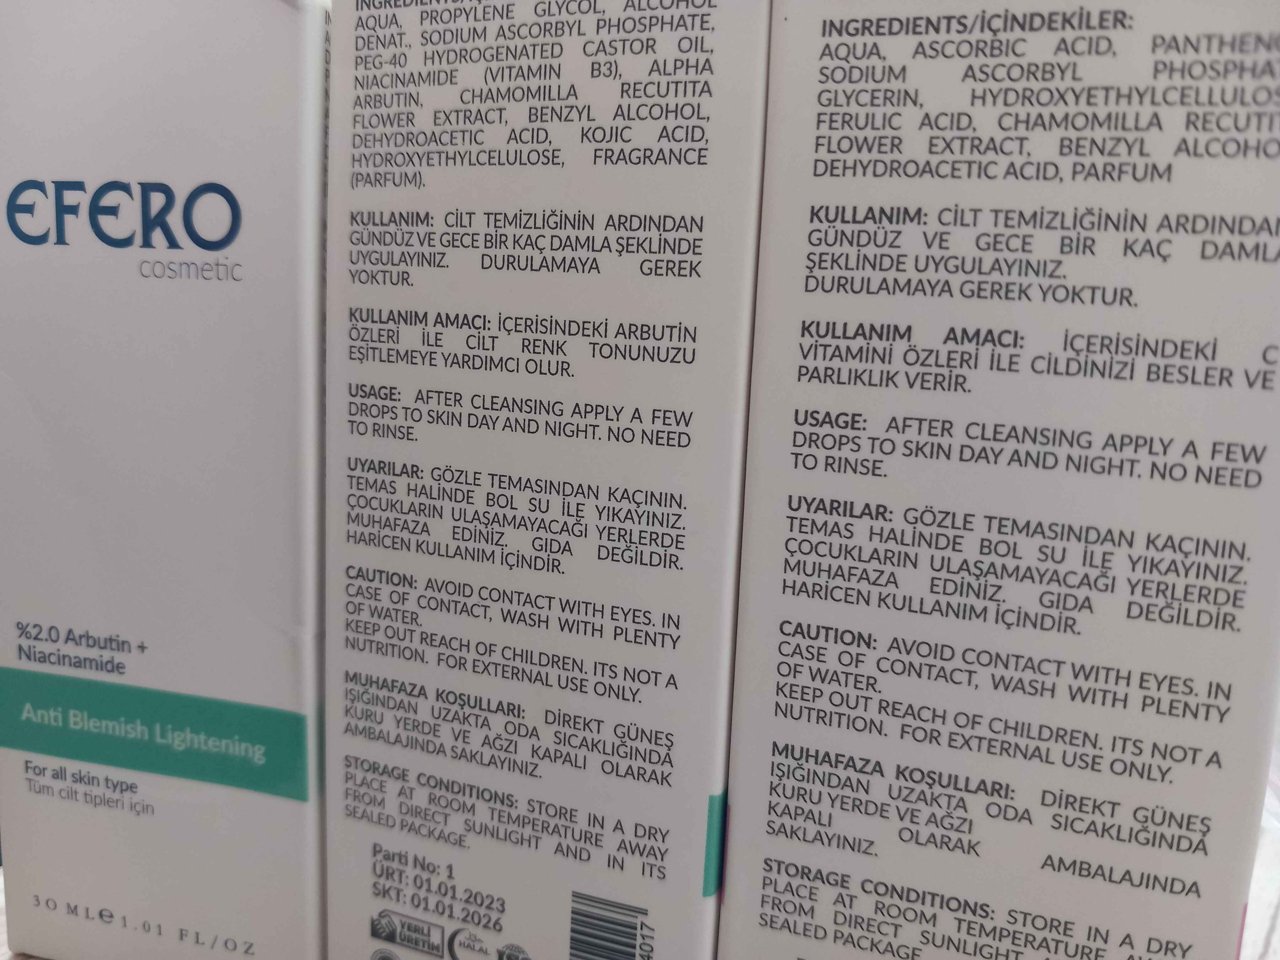 EFERO
cosmetic
%2.0 Arbutin +
Niacinamide
Anti Blemish Lightening
For all skin type
Tüm cilt tipleri için
30 ML e 1.01 FL/OZ
AQUA, PROPYLENE GLYCOL, ALCOHOL
DENAT., SODIUM ASCORBYL PHOSPHATE,
PEG-40 HYDROGENATED CASTOR OIL,
NIACINAMIDE (VITAMIN B3), ALPHA
ARBUTIN, CHAMOMILLA RECUTITA
FLOWER EXTRACT, BENZYL ALCOHOL,
DEHYDROACETIC ACID, KOJIC ACID,
HYDROXYETHYLCELULOSE, FRAGRANCE
(PARFUM).
KULLANIM: CİLT TEMİZLİĞİNİN ARDINDAN
GÜNDÜZ VE GECE BİR KAÇ DAMLA ŞEKLİNDE
UYGULAYINIZ. DURULAMAYA GEREK
YOKTUR.
KULLANIM AMACI: İÇERİSİNDEKİ ARBUTİN
ÖZLERİ İLE CİLT RENK TONUNUZU
EŞİTLEMEYE YARDIMCI OLUR.
USAGE: AFTER CLEANSING APPLY A FEW
DROPS TO SKIN DAY AND NIGHT. NO NEED
TO RINSE.
UYARILAR: GÖZLE TEMASINDAN KAÇININ.
TEMAS HALİNDE BOL SU İLE YIKAYINIZ.
ÇOCUKLARIN ULAŞAMAYACAĞI YERLERDE
MUHAFAZA EDİNİZ. GIDA DEĞİLDİR.
HARİCEN KULLANIM İÇİNDİR.
CAUTION: AVOID CONTACT WITH EYES. IN
CASE OF CONTACT, WASH WITH PLENTY
OF WATER.
KEEP OUT REACH OF CHILDREN. ITS NOT A
NUTRITION. FOR EXTERNAL USE ONLY.
MUHAFAZA KOŞULLARI: DİREKT GÜNEŞ
IŞIĞINDAN UZAKTA ODA SICAKLIĞINDA
KURU YERDE VE AĞZI KAPALI OLARAK
AMBALAJINDA SAKLAYINIZ.
STORAGE CONDITIONS: STORE IN A DRY
PLACE AT ROOM TEMPERATURE AWAY
FROM DIRECT SUNLIGHT AND IN ITS
SEALED PACKAGE.
Parti No: 1
ÜRT: 01.01.2023
SKT: 01.01.2026
YERLİ
ÜRETİM
HALAL
4017
INGREDIENTS/İÇİNDEKİLER:
AQUA, ASCORBIC ACID, PANTHENO
SODIUM ASCORBYL PHOSPHAT
GLYCERIN, HYDROXYETHYLCELLULOS
FERULIC ACID, CHAMOMILLA RECUTIT
FLOWER EXTRACT, BENZYL ALCOHO
DEHYDROACETIC ACID, PARFUM
KULLANIM: CİLT TEMİZLİĞİNİN ARDINDAN
GÜNDÜZ VE GECE BİR KAÇ DAMLA
ŞEKLİNDE UYGULAYINIZ.
DURULAMAYA GEREK YOKTUR.
KULLANIM AMACI: İÇERİSİNDEKİ C
VİTAMİNİ ÖZLERİ İLE CİLDİNİZİ BESLER VE
PARLIKLIK VERİR.
USAGE: AFTER CLEANSING APPLY A FEW
DROPS TO SKIN DAY AND NIGHT. NO NEED
TO RINSE.
UYARILAR: GÖZLE TEMASINDAN KAÇININ.
TEMAS HALİNDE BOL SU İLE YIKAYINIZ.
ÇOCUKLARIN ULAŞAMAYACAĞI YERLERDE
MUHAFAZA EDİNİZ. GIDA DEĞİLDİR.
HARİCEN KULLANIM İÇİNDİR.
CAUTION: AVOID CONTACT WITH EYES. IN
CASE OF CONTACT, WASH WITH PLENTY
OF WATER.
KEEP OUT REACH OF CHILDREN. ITS NOT A
NUTRITION. FOR EXTERNAL USE ONLY.
MUHAFAZA KOŞULLARI: DİREKT GÜNEŞ
IŞIĞINDAN UZAKTA ODA SICAKLIĞINDA
KURU YERDE VE AĞZI
KAPALI OLARAK AMBALAJINDA
SAKLAYINIZ.
STORAGE CONDITIONS: STORE IN A DRY
PLACE AT ROOM TEMPERATURE
FROM DIRECT SUNLIGHT
SEALED PACKAGE.